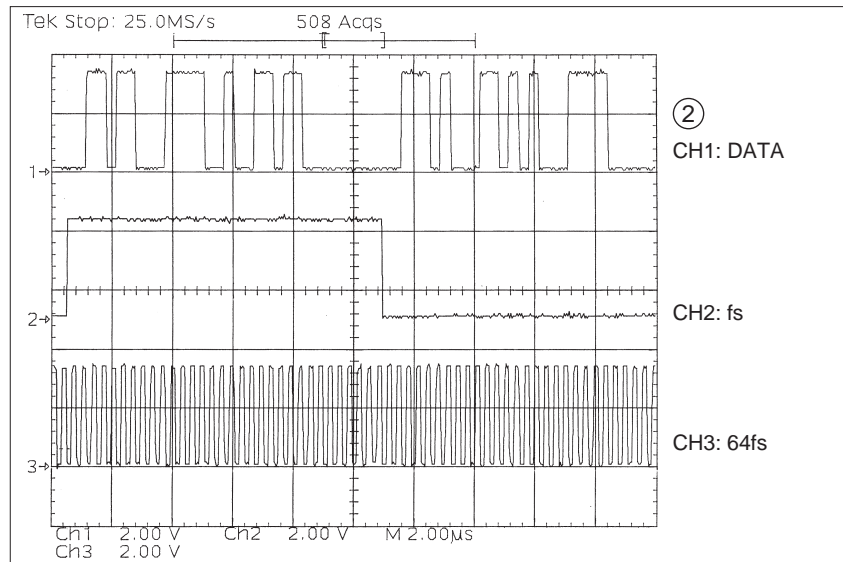 Tek Stop: 25.0MS/s 508 Acqs
②
CH1: DATA
1
CH2: fs
2
CH3: 64fs
3
Ch1 2.00 V Ch2 2.00 V M 2.00µs
Ch3 2.00 V